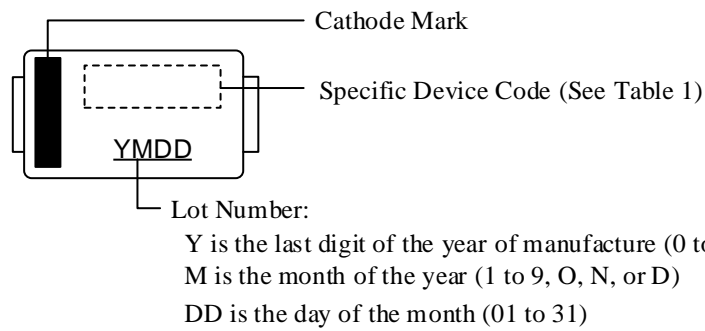 Cathode Mark
Specific Device Code (See Table 1)
YMDD
Lot Number:
Y is the last digit of the year of manufacture (0 to
M is the month of the year (1 to 9, O, N, or D)
DD is the day of the month (01 to 31)